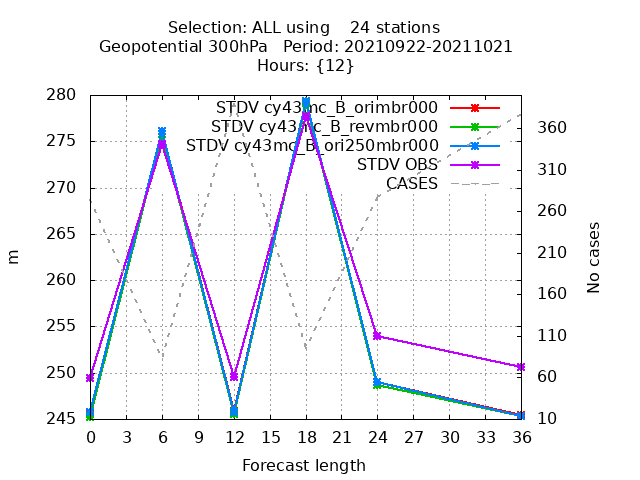 Selection: ALL using    24 stations
Geopotential 300hPa   Period: 20210922-20211021
Hours: {12}
280
275
270
265
260
255
250
245
m
STDV cy43mc_B_orimbr000
STDV cy43mc_B_revmbr000
STDV cy43mc_B_ori250mbr000
STDV OBS
CASES
360
310
260
210
160
110
60
10
No cases
0 3 6 9 12 15 18 21 24 27 30 33 36
Forecast length